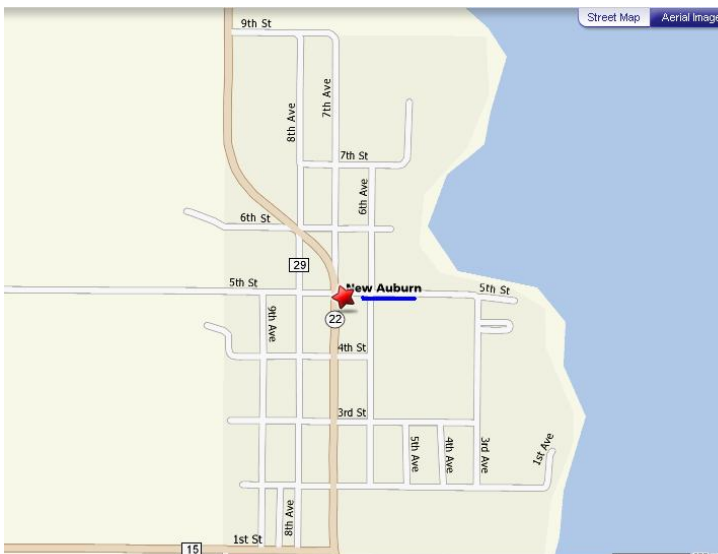 Street Map
Aerial Image
9th St
8th Ave
7th Ave
7th St
6th Ave
6th St
29
5th St
New Auburn
5th St
22
9th Ave
4th St
3rd St
5th Ave
4th Ave
3rd Ave
1st Ave
8th Ave
1st St
15